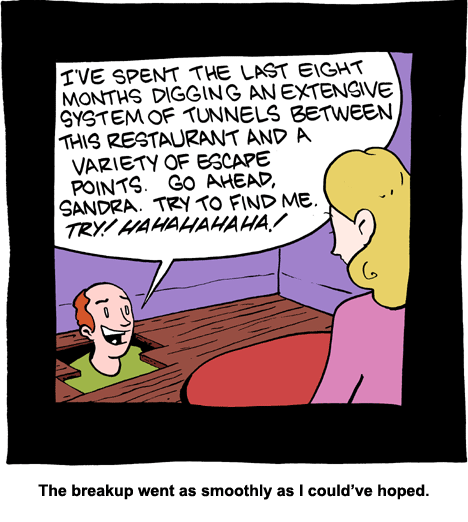 I'VE SPENT THE LAST EIGHT
MONTHS DIGGING AN EXTENSIVE
SYSTEM OF TUNNELS BETWEEN
THIS RESTAURANT AND A
VARIETY OF ESCAPE
POINTS. GO AHEAD,
SANDRA. TRY TO FIND ME.
TRY! HAHAHAHAHA!
The breakup went as smoothly as I could've hoped.